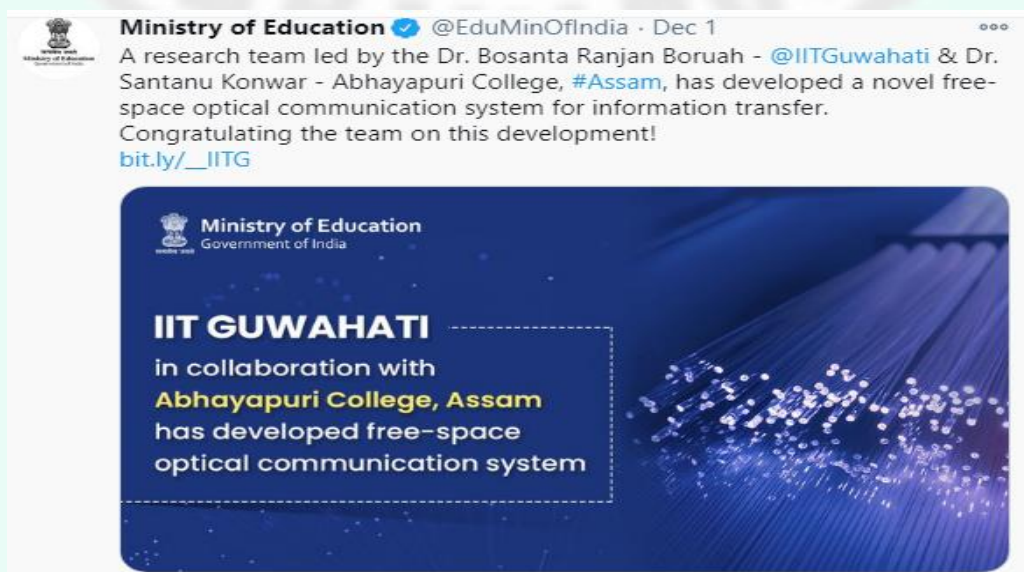 Ministry of Education @EduMinOfIndia · Dec 1
A research team led by the Dr. Bosanta Ranjan Boruah - @IITGuwahati & Dr.
Santanu Konwar - Abhayapuri College, #Assam, has developed a novel free-
space optical communication system for information transfer.
Congratulating the team on this development!
bit.ly/__IITG
Ministry of Education
Government of India
IIT GUWAHATI
in collaboration with
Abhayapuri College, Assam
has developed free-space
optical communication system